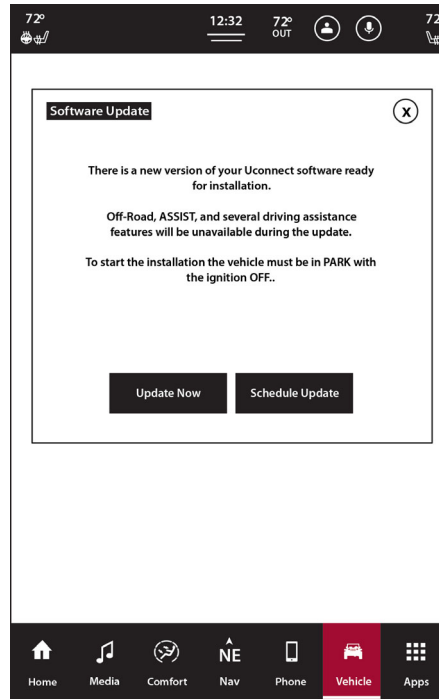 72º 12:32 72º 72
OUT
Software Update X
There is a new version of your Uconnect software ready
for installation.
Off-Road, ASSIST, and several driving assistance
features will be unavailable during the update.
To start the installation the vehicle must be in PARK with
the ignition OFF..
Update Now Schedule Update
NE
Home Media Comfort Nav Phone Vehicle Apps